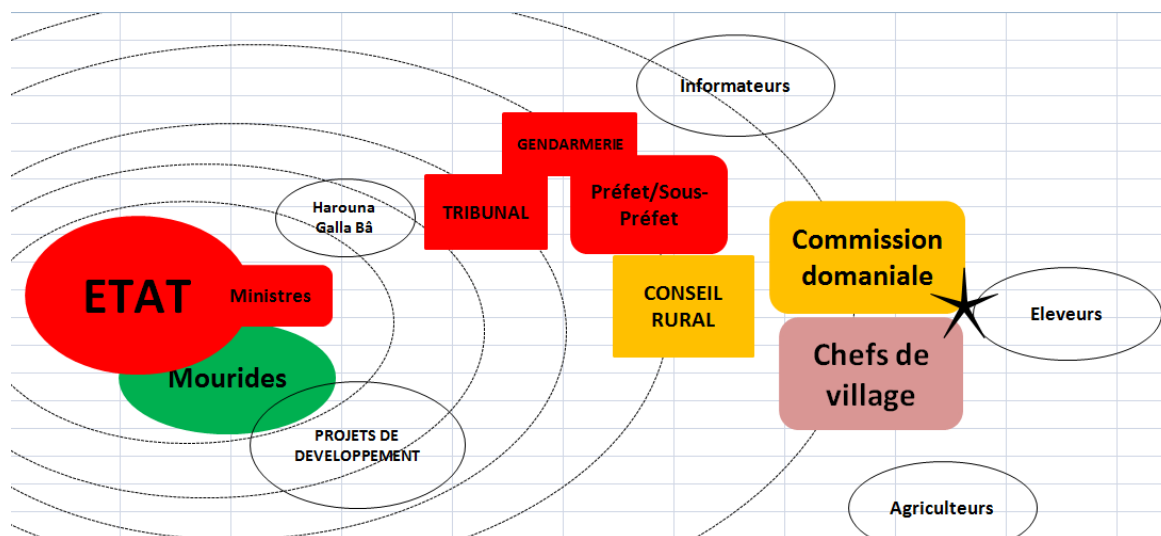 Informateurs
GENDARMERIE
Préfet/Sous-
Préfet
TRIBUNAL
Harouna
Galla Bâ
Commission
domaniale
ETAT
Ministres
CONSEIL
RURAL
Eleveurs
Mourides
Chefs de
village
PROJETS DE
DEVELOPPEMENT
Agriculteurs